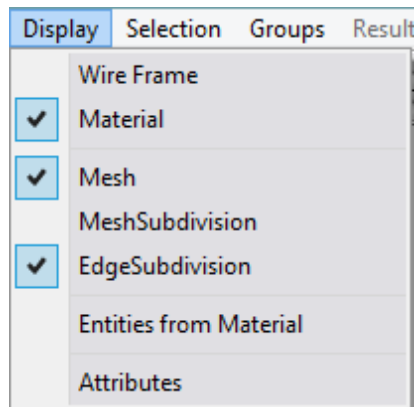 Display Selection Groups Result
Wire Frame
Material
Mesh
MeshSubdivision
EdgeSubdivision
Entities from Material
Attributes